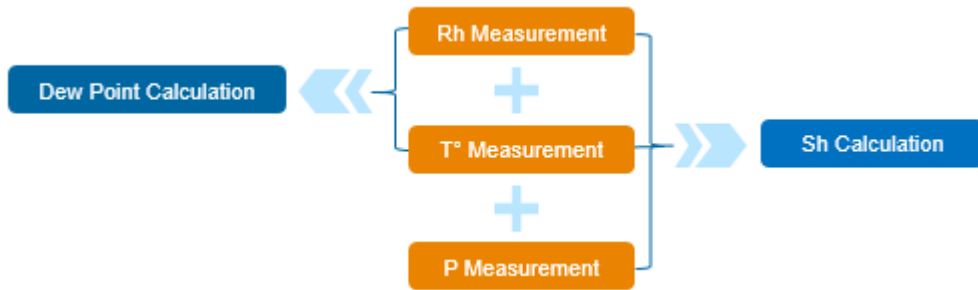 Rh Measurement
Dew Point Calculation
T° Measurement
Sh Calculation
P Measurement